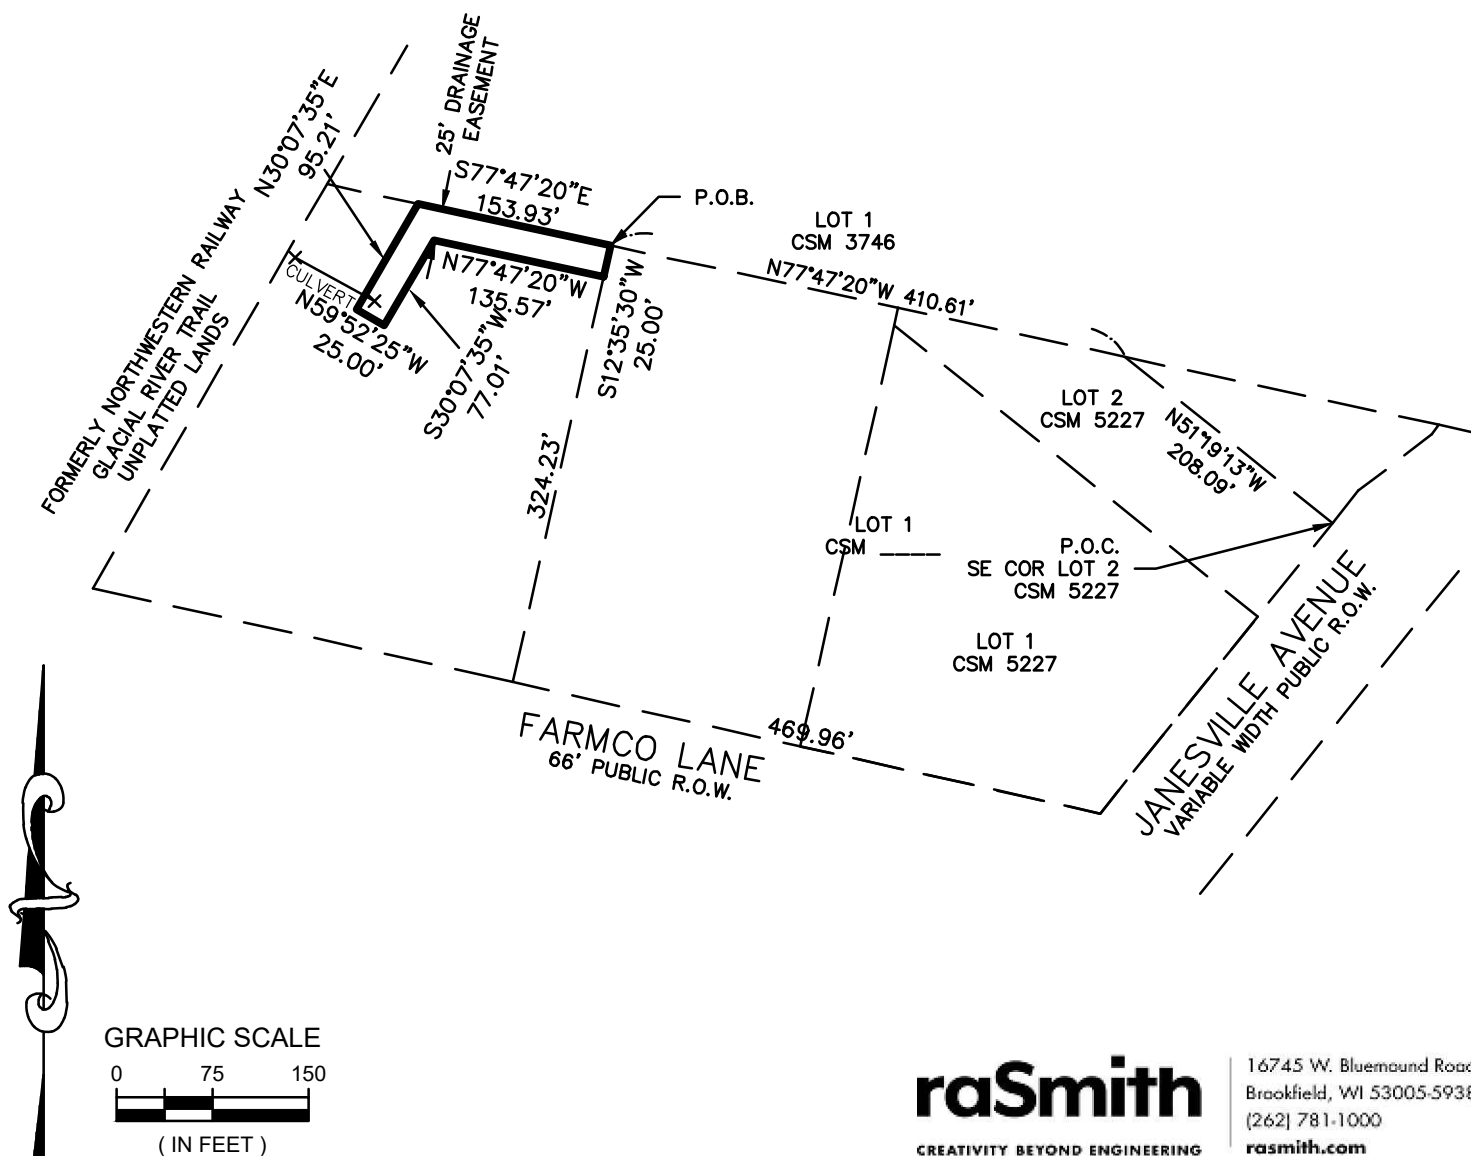 25' DRAINAGE
EASEMENT
N30°07'35"E
95.21'
S77°47'20"E
153.93'
P.O.B.
LOT 1
CSM 3746
N77°47'20"W 410.61'
FORMERLY NORTHWESTERN RAILWAY
GLACIAL RIVER TRAIL
UNPLATTED LANDS
CULVERT
N59°52'25"W
25.00'
N77°47'20"W
135.57'
S30°07'35"W
77.01'
S12°35'30"W
25.00'
324.23'
LOT 2
CSM 5227
N51°19'13"W
208.09'
LOT 1
CSM ____
P.O.C.
SE COR LOT 2
CSM 5227
LOT 1
CSM 5227
JANESVILLE AVENUE
VARIABLE WIDTH PUBLIC R.O.W.
469.96'
FARMCO LANE
66' PUBLIC R.O.W.
GRAPHIC SCALE
0 75 150
( IN FEET )
raSmith
CREATIVITY BEYOND ENGINEERING
16745 W. Bluemound Road
Brookfield, WI 53005-5938
(262) 781-1000
rasmith.com